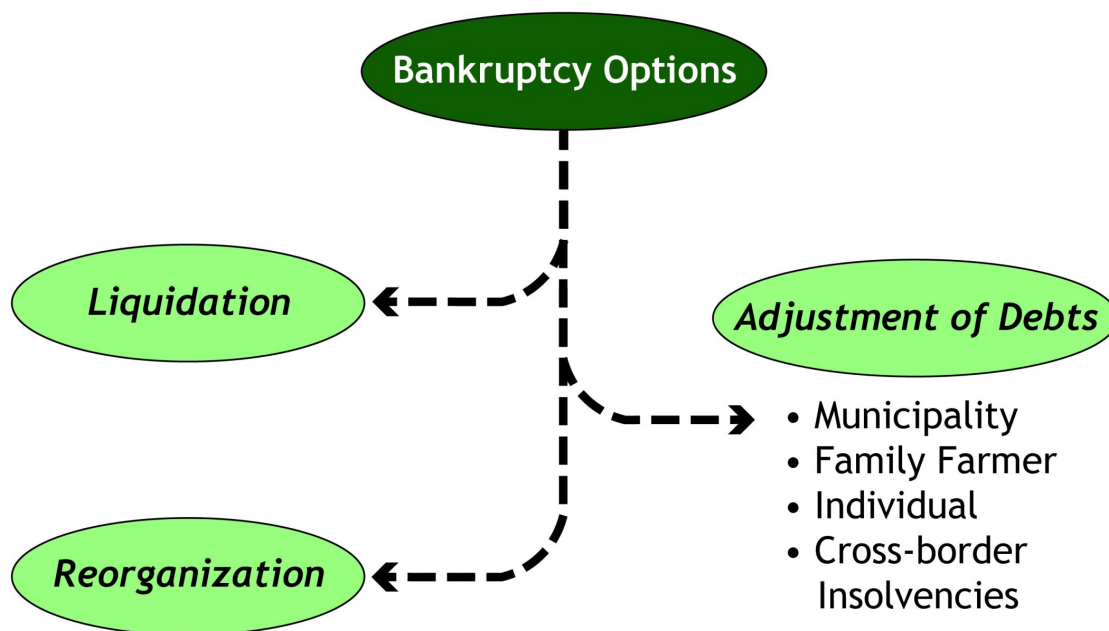 Bankruptcy Options
Liquidation
Adjustment of Debts
• Municipality
• Family Farmer
• Individual
• Cross-border
Insolvencies
Reorganization